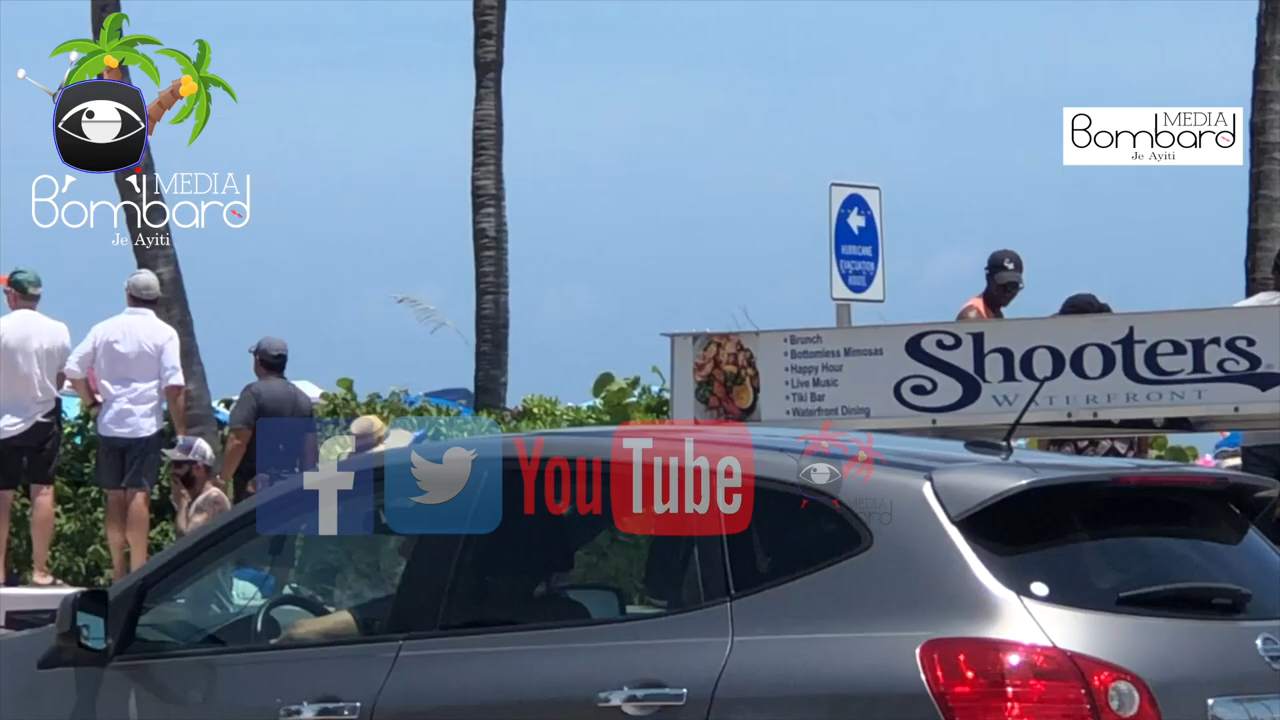 MEDIA
Bombard
Je Ayiti
MEDIA
Bombard
Je Ayiti
HURRICANE
EVACUATION
ROUTE
• Brunch
• Bottomless Mimosas
• Happy Hour
• Live Music
• Tiki Bar
• Waterfront Dining
Shooters
WATERFRONT
f
YouTube
MEDIA